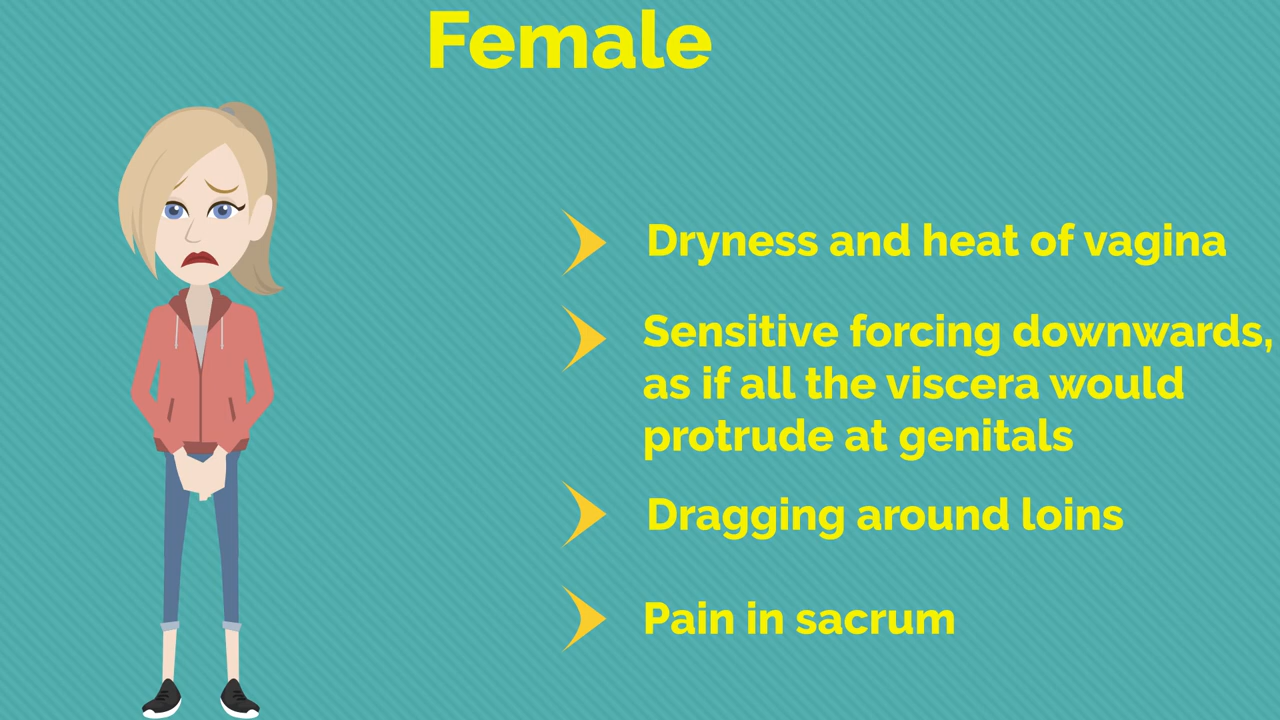 Female
Dryness and heat of vagina
Sensitive forcing downwards,
as if all the viscera would
protrude at genitals
Dragging around loins
Pain in sacrum